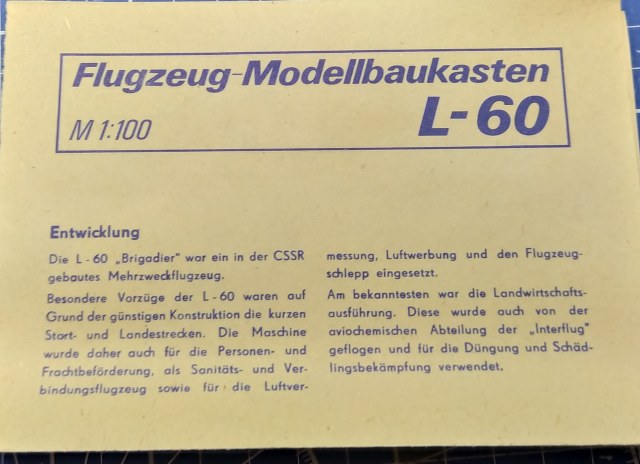 Flugzeug-Modellbaukasten
M 1:100
L-60
Entwicklung
Die L-60 „Brigadier" war ein in der CSSR
gebautes Mehrzweckflugzeug.
Besondere Vorzüge der L-60 waren auf
Grund der günstigen Konstruktion die kurzen
Start- und Landestrecken. Die Maschine
wurde daher auch für die Personen- und
Frachtbeförderung, als Sanitäts- und Ver-
bindungsflugzeug sowie für die Luftver-
messung, Luftwerbung und den Flugzeug-
schlepp eingesetzt.
Am bekanntesten war die Landwirtschafts-
ausführung. Diese wurde auch von der
aviochemischen Abteilung der „Interflug"
geflogen und für die Düngung und Schäd-
lingsbekämpfung verwendet.